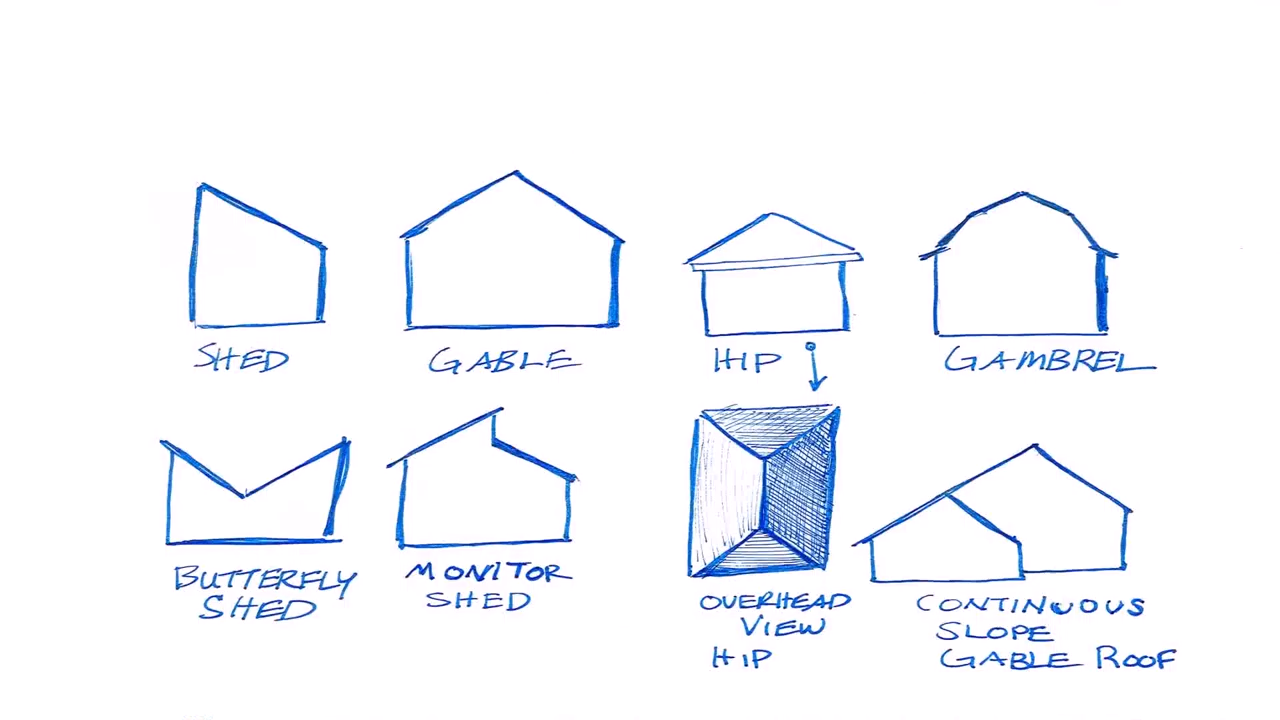 SHED
GABLE
HIP
GAMBREL
BUTTERFLY
SHED
MONITOR
SHED
OVERHEAD
VIEW
HIP
CONTINUOUS
SLOPE
GABLE ROOF